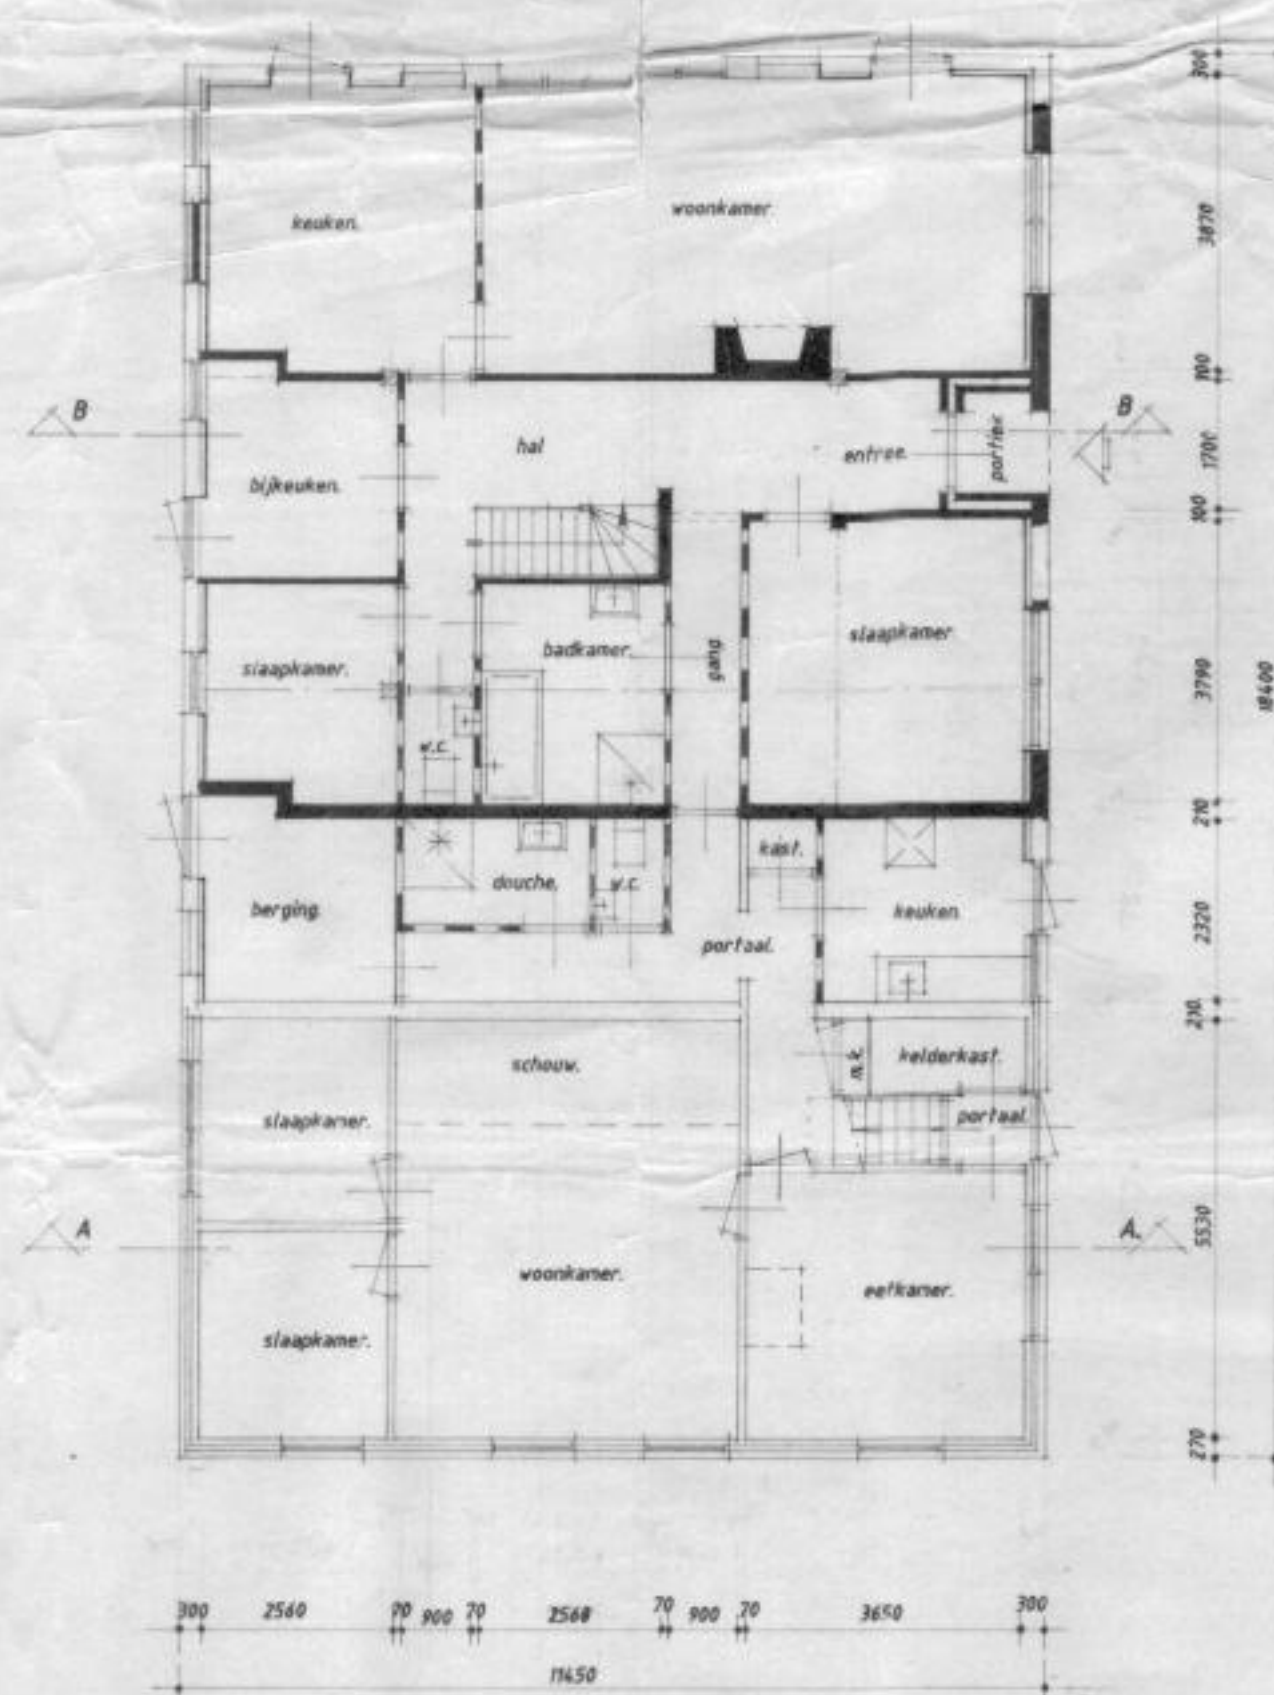 300
keuken.
woonkamer.
3870
100
B
B
hal
entree.
portiek
1700
bijkeuken.
100
slaapkamer.
badkamer.
gang
slaapkamer.
3790
18400
w.c.
210
kast.
douche.
w.c.
berging.
keuken.
2320
portaal.
230.
schouw.
m.k.
kelderkast.
slaapkamer.
portaal.
A
A.
5530
woonkamer.
eetkamer.
slaapkamer.
270
300 2560 70 900 70 2560 70 900 70 3650 300
11450